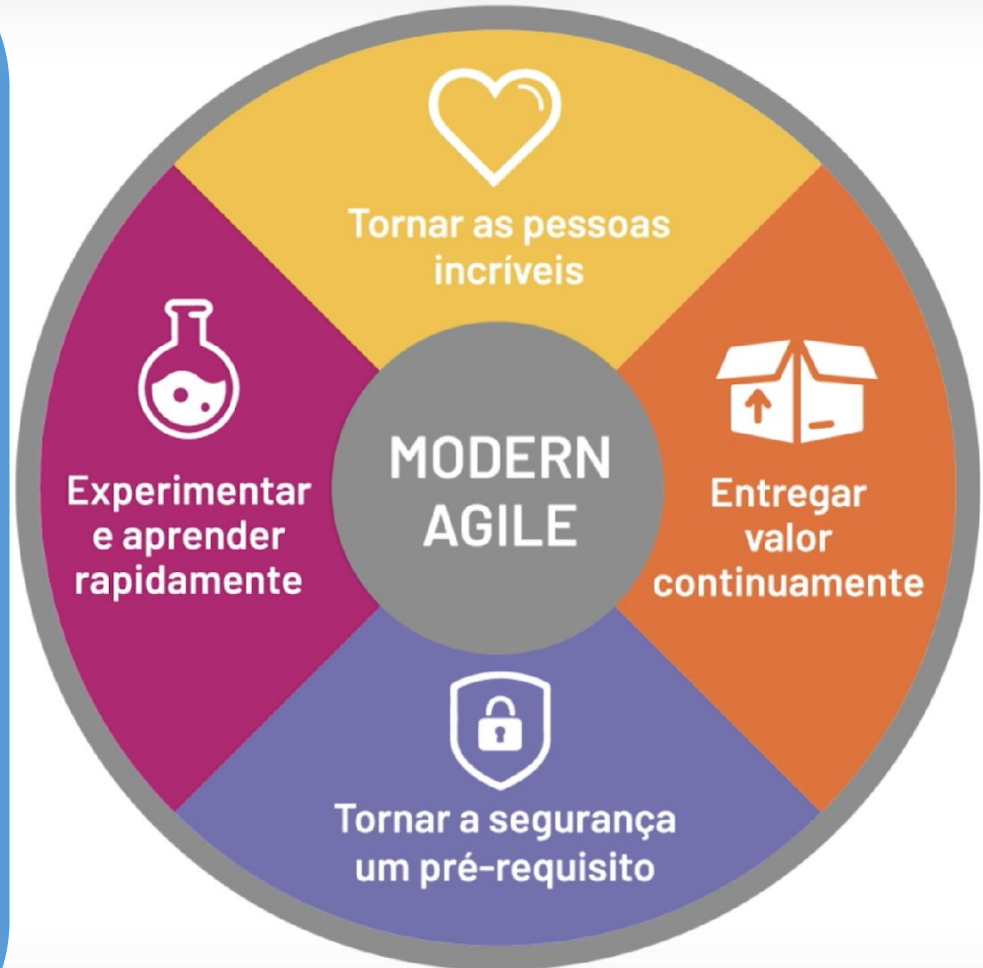 Tornar as pessoas
incríveis
Experimentar
e aprender
rapidamente
MODERN
AGILE
Entregar
valor
continuamente
Tornar a segurança
um pré-requisito